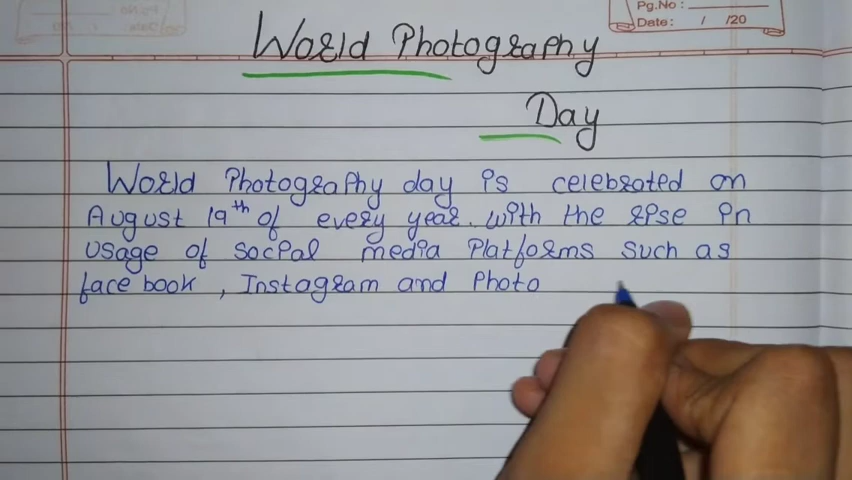 Pg.No :
Date: / /20
World Photography
Day
World Photography day is celebrated on
August 19th of every year. With the rise in
usage of social media Platforms such as
face book , Instagram and Photo